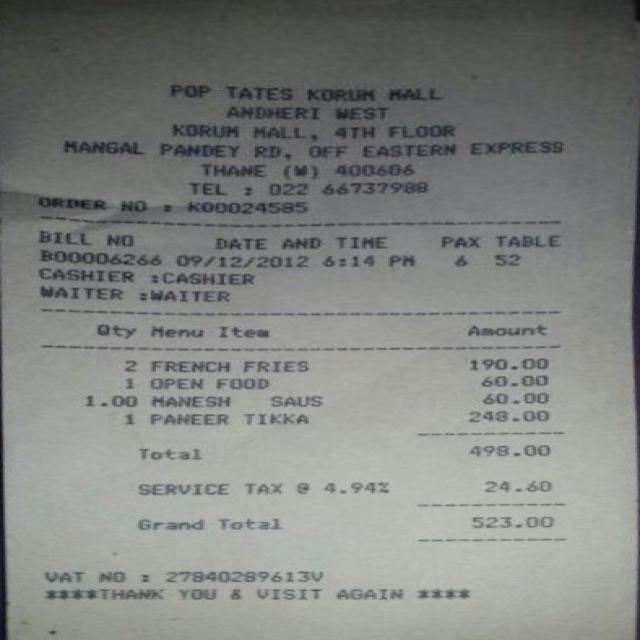 POP TATES KORUM MALL
ANDHERI WEST
KORUM MALL, 4TH FLOOR
MANGAL PANDEY RD, OFF EASTERN EXPRESS
THANE (W) 400606
TEL : 022 66737988
ORDER NO : K00024585
BILL NO DATE AND TIME PAX TABLE
B00006266 09/12/2012 6:14 PM 6 52
CASHIER :CASHIER
WAITER :WAITER
Qty Menu Item Amount
2 FRENCH FRIES 190.00
1 OPEN FOOD 60.00
1.00 MANESH SAUS 60.00
1 PANEER TIKKA 248.00
Total 498.00
SERVICE TAX @ 4.94% 24.60
Grand Total 523.00
VAT NO : 27840289613V
****THANK YOU & VISIT AGAIN ****